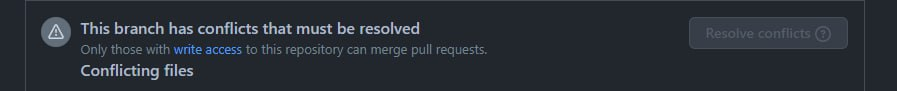 This branch has conflicts that must be resolved
Only those with write access to this repository can merge pull requests.
Resolve conflicts
Conflicting files